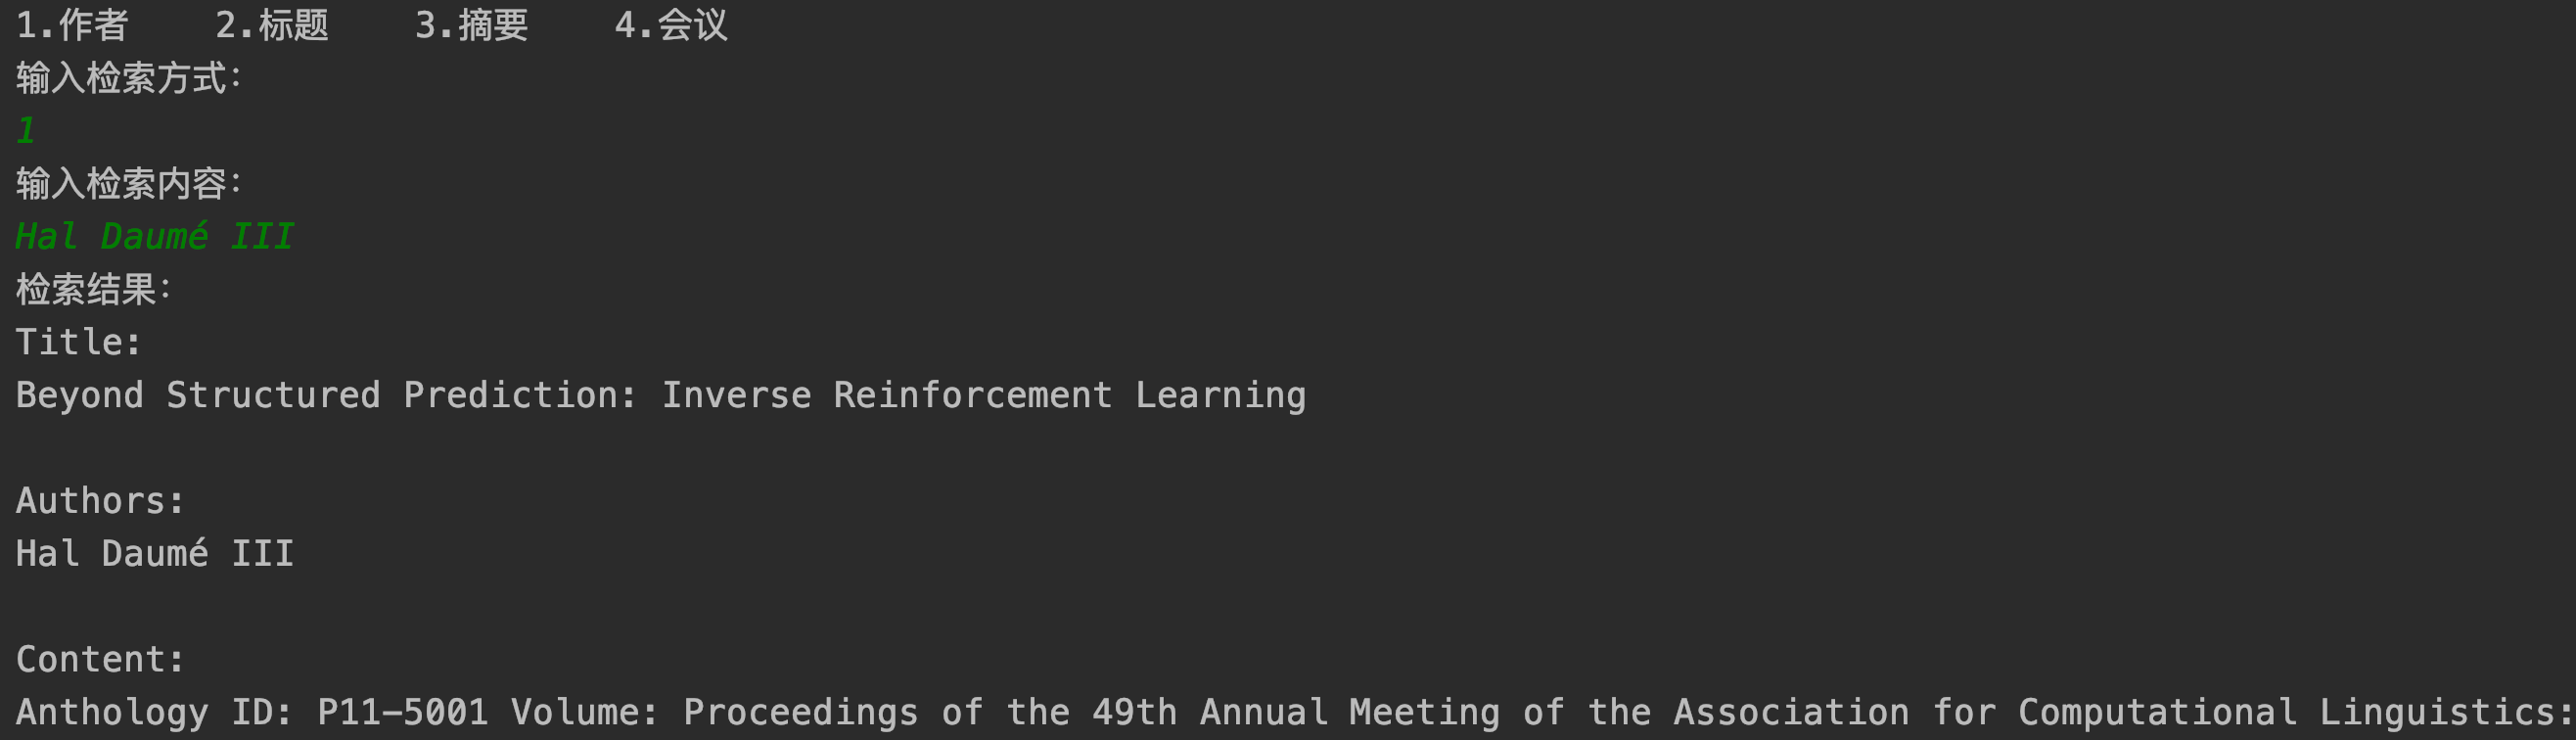 1.作者    2.标题    3.摘要    4.会议
输入检索方式：
1
输入检索内容：
Hal Daumé III
检索结果：
Title:
Beyond Structured Prediction: Inverse Reinforcement Learning
Authors:
Hal Daumé III
Content:
Anthology ID: P11-5001 Volume: Proceedings of the 49th Annual Meeting of the Association for Computational Linguistics: